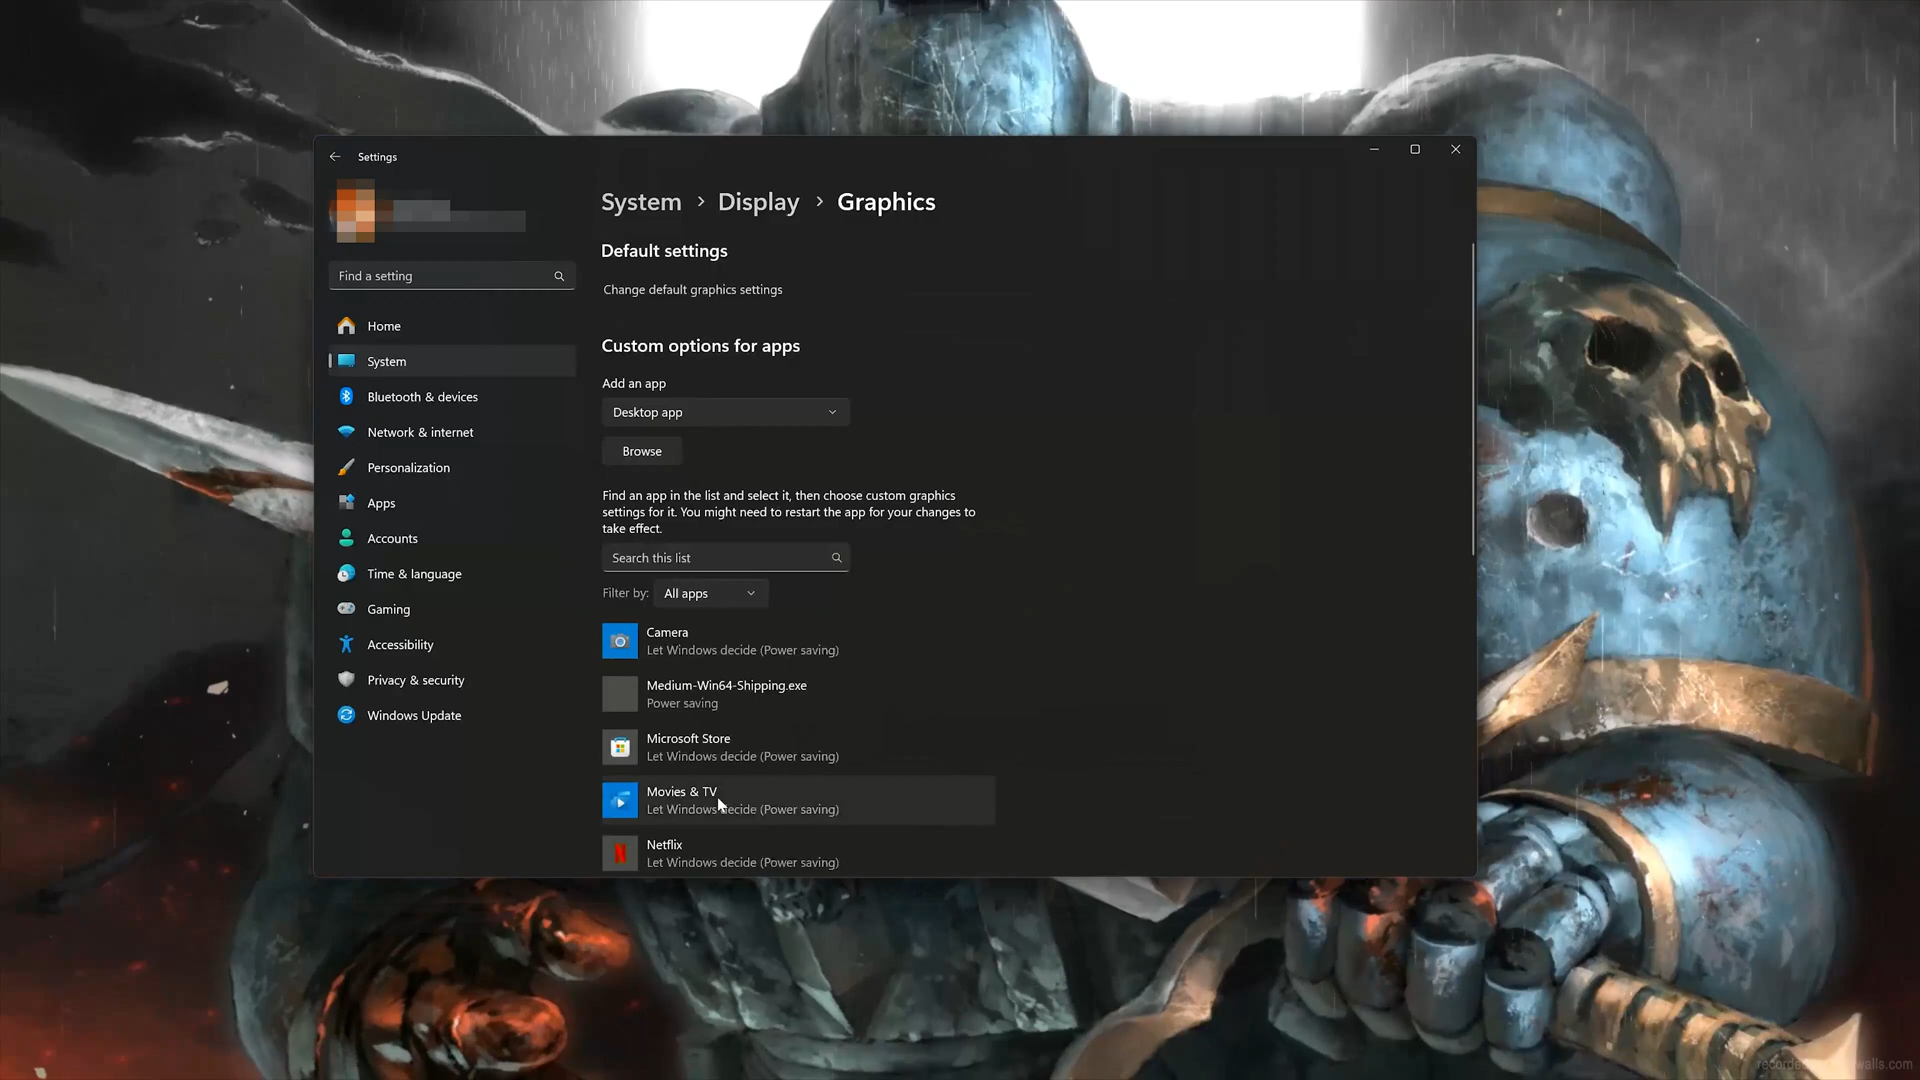 Settings
System > Display > Graphics
Default settings
Find a setting
Change default graphics settings
Home
System
Bluetooth & devices
Network & internet
Personalization
Apps
Accounts
Time & language
Gaming
Accessibility
Privacy & security
Windows Update
Custom options for apps
Add an app
Desktop app
Browse
Find an app in the list and select it, then choose custom graphics
settings for it. You might need to restart the app for your changes to
take effect.
Search this list
Filter by: All apps
Camera
Let Windows decide (Power saving)
Medium-Win64-Shipping.exe
Power saving
Microsoft Store
Let Windows decide (Power saving)
Movies & TV
Let Windows decide (Power saving)
Netflix
Let Windows decide (Power saving)